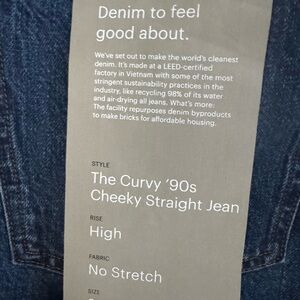 Denim to feel
good about.
We've set out to make the world's cleanest
denim. It's made at a LEED-certified
factory in Vietnam with some of the most
stringent sustainability practices in the
industry, like recycling 98% of its water
and air-drying all jeans. What's more:
The facility repurposes denim byproducts
to make bricks for affordable housing.
STYLE
The Curvy '90s
Cheeky Straight Jean
RISE
High
FABRIC
No Stretch
SIZE